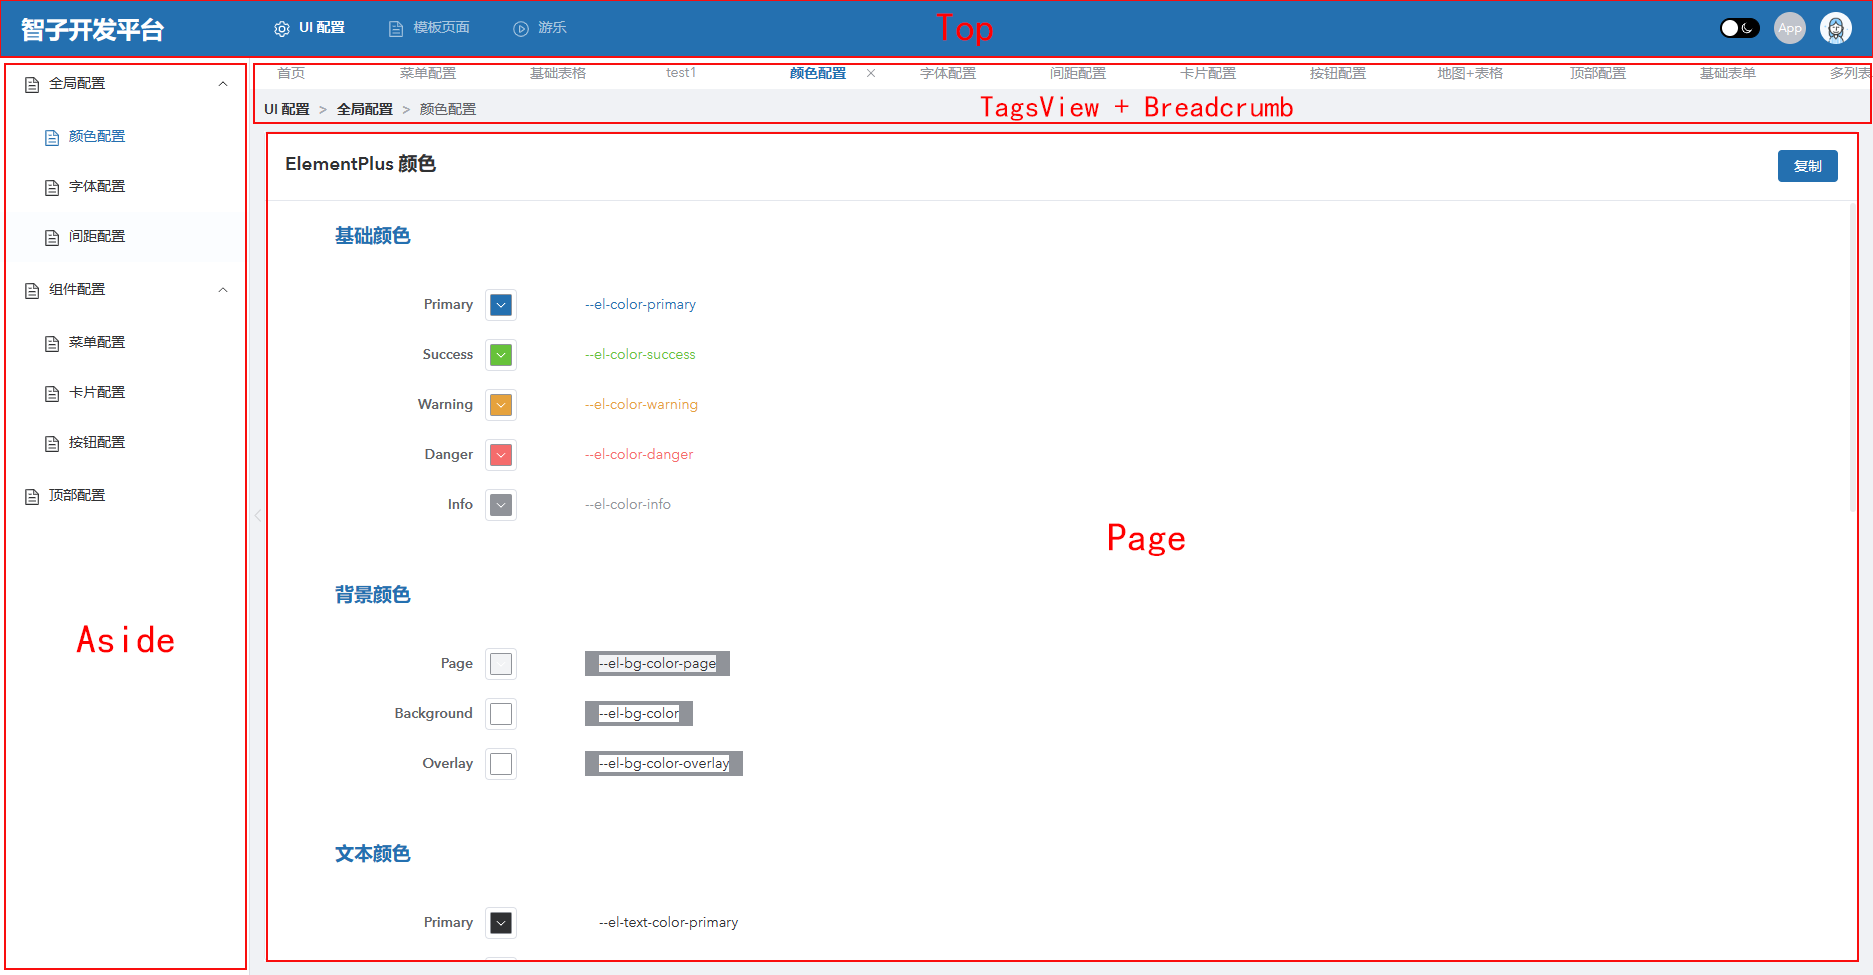 智子开发平台
UI 配置
模板页面
游乐
Top
App
全局配置
颜色配置
字体配置
间距配置
组件配置
菜单配置
卡片配置
按钮配置
顶部配置
Aside
首页 菜单配置 基础表格 test1 颜色配置 字体配置 间距配置 卡片配置 按钮配置 地图+表格 顶部配置 基础表单 多列表
UI 配置 > 全局配置 > 颜色配置
TagsView + Breadcrumb
ElementPlus 颜色
复制
基础颜色
Primary --el-color-primary
Success --el-color-success
Warning --el-color-warning
Danger --el-color-danger
Info --el-color-info
Page
背景颜色
Page --el-bg-color-page
Background --el-bg-color
Overlay --el-bg-color-overlay
文本颜色
Primary --el-text-color-primary